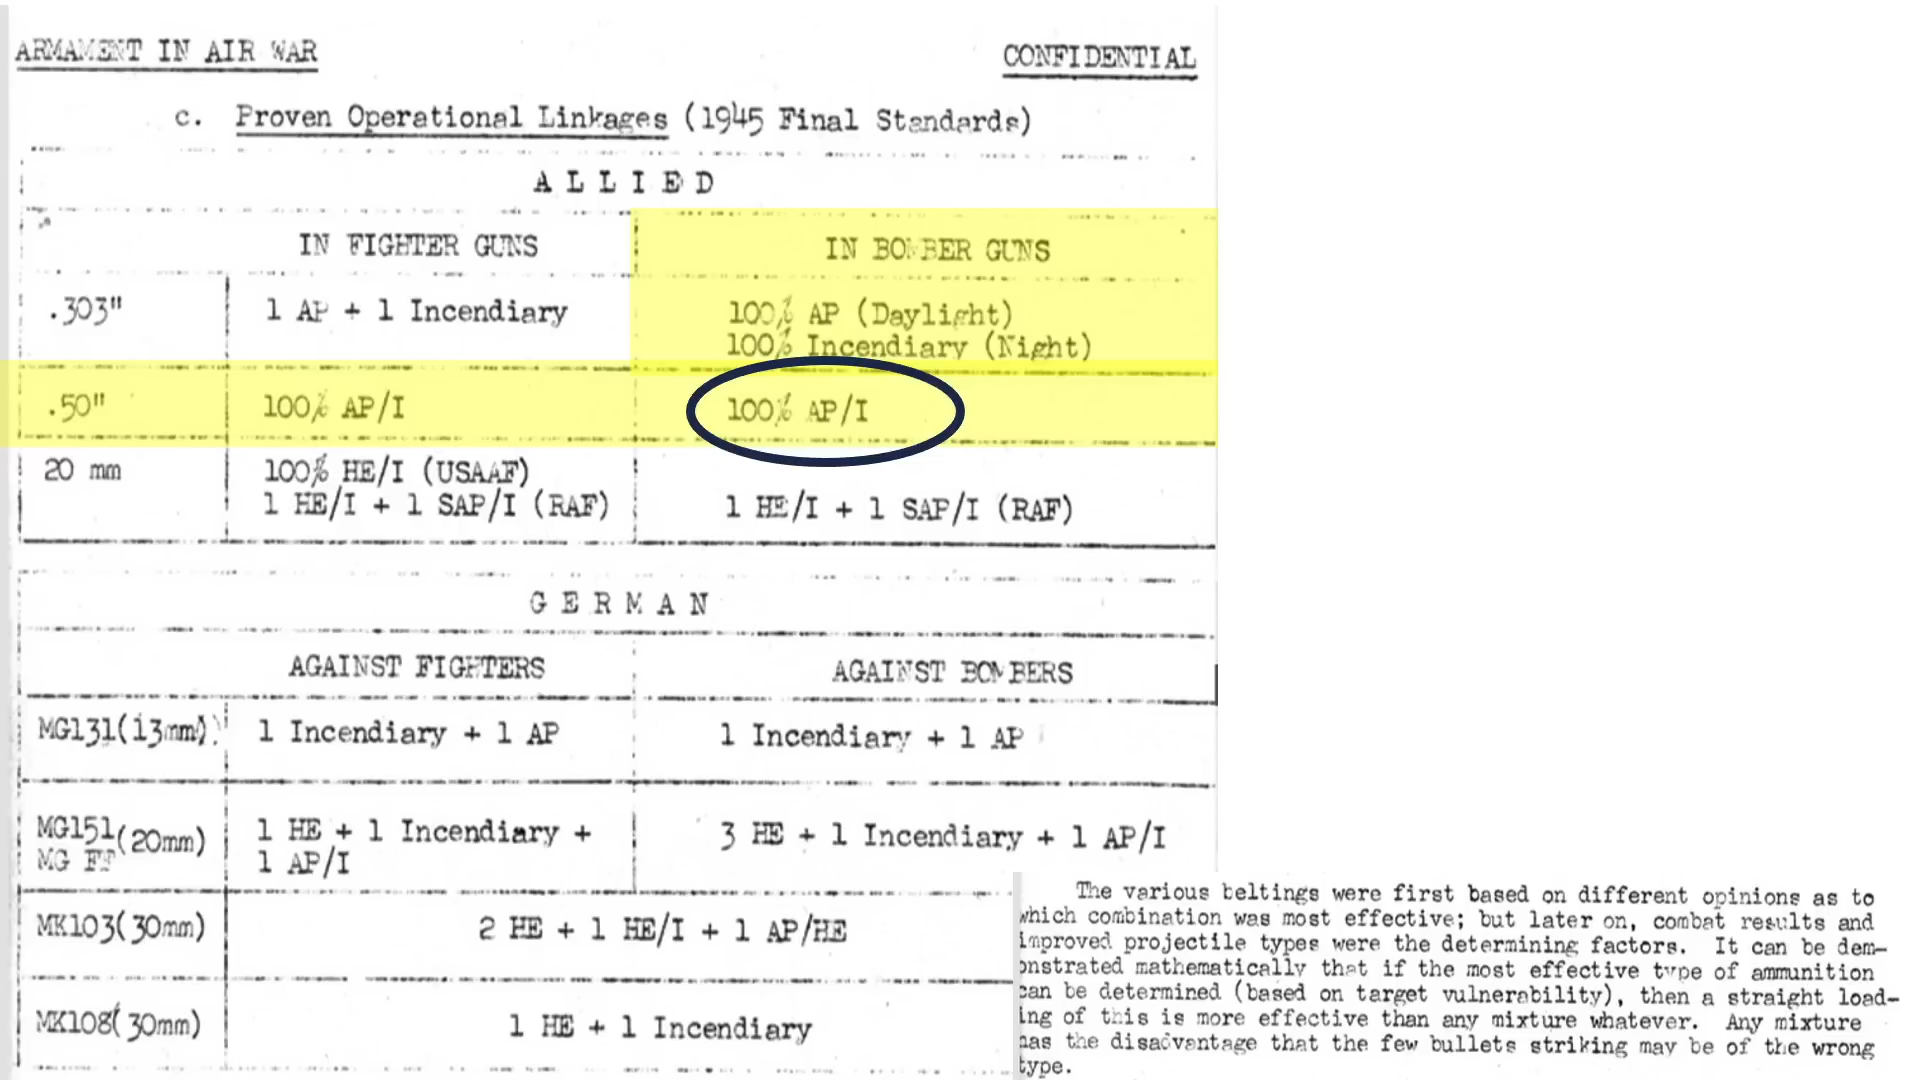 ARMAMENT IN AIR WAR
CONFIDENTIAL
c. Proven Operational Linkages (1945 Final Standards)
ALLIED
IN FIGHTER GUNS
IN BOMBER GUNS
.303"
1 AP + 1 Incendiary
100% AP (Daylight)
100% Incendiary (Night)
.50"
100% AP/I
100% AP/I
20 mm
100% HE/I (USAAF)
1 HE/I + 1 SAP/I (RAF)
1 HE/I + 1 SAP/I (RAF)
GERMAN
AGAINST FIGHTERS
AGAINST BOMBERS
MG131(13mm)
1 Incendiary + 1 AP
1 Incendiary + 1 AP
MG151
MG FF
(20mm)
1 HE + 1 Incendiary +
1 AP/I
3 HE + 1 Incendiary + 1 AP/I
MK103(30mm)
2 HE + 1 HE/I + 1 AP/HE
MK108(30mm)
1 HE + 1 Incendiary
The various beltings were first based on different opinions as to
which combination was most effective; but later on, combat results and
improved projectile types were the determining factors. It can be dem-
onstrated mathematically that if the most effective type of ammunition
can be determined (based on target vulnerability), then a straight load-
ing of this is more effective than any mixture whatever. Any mixture
has the disadvantage that the few bullets striking may be of the wrong
type.